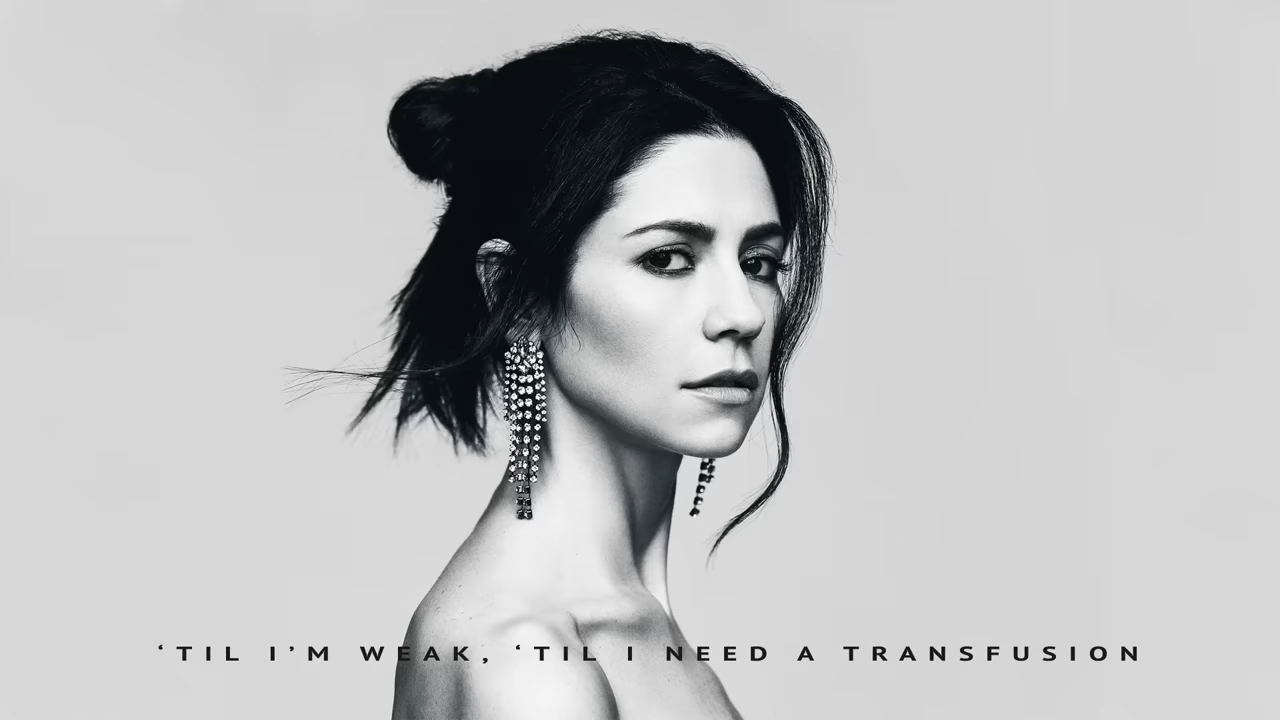 ‘TIL I’M WEAK, ‘TIL I NEED A TRANSFUSION